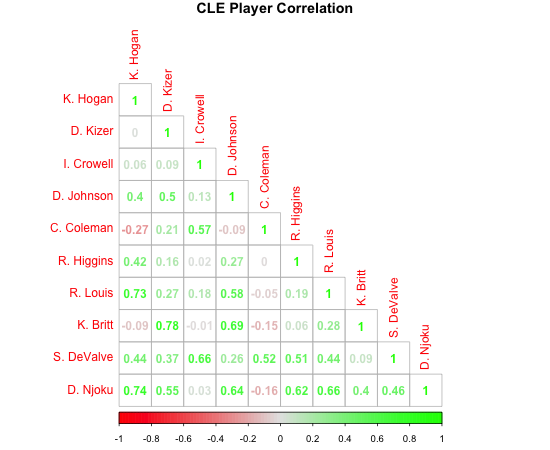 CLE Player Correlation
K. Hogan
D. Kizer
I. Crowell
D. Johnson
C. Coleman
R. Higgins
R. Louis
K. Britt
S. DeValve
D. Njoku
K. Hogan 1
D. Kizer 0 1
I. Crowell 0.06 0.09 1
D. Johnson 0.4 0.5 0.13 1
C. Coleman -0.27 0.21 0.57 -0.09 1
R. Higgins 0.42 0.16 0.02 0.27 0 1
R. Louis 0.73 0.27 0.18 0.58 -0.05 0.19 1
K. Britt -0.09 0.78 -0.01 0.69 -0.15 0.06 0.28 1
S. DeValve 0.44 0.37 0.66 0.26 0.52 0.51 0.44 0.09 1
D. Njoku 0.74 0.55 0.03 0.64 -0.16 0.62 0.66 0.4 0.46 1
-1 -0.8 -0.6 -0.4 -0.2 0 0.2 0.4 0.6 0.8 1